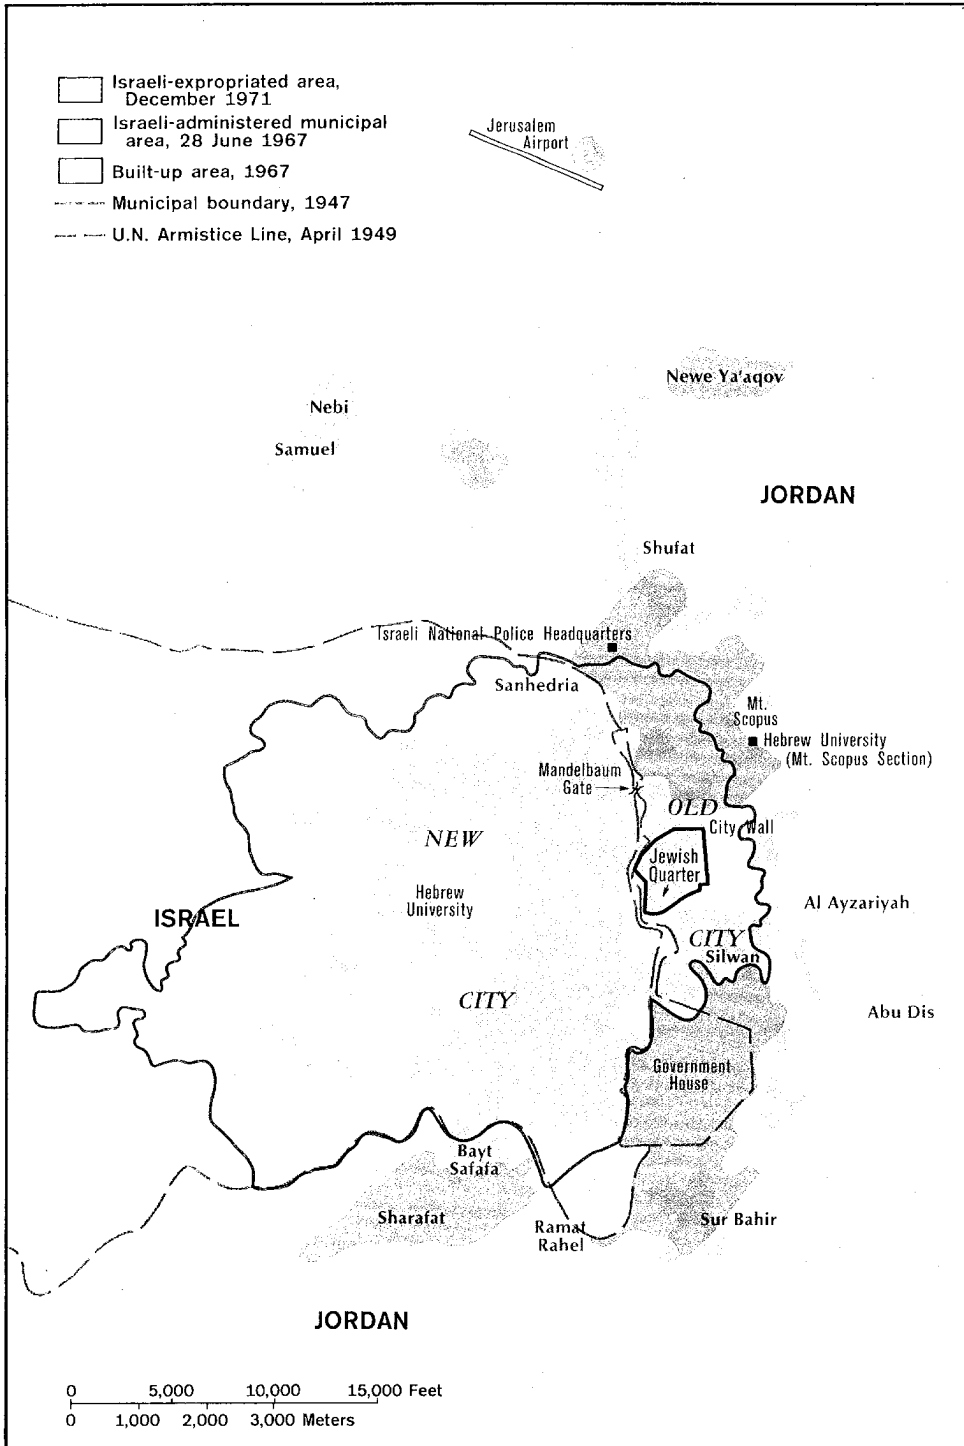 Israeli-expropriated area,
December 1971
Israeli-administered municipal
area, 28 June 1967
Built-up area, 1967
Municipal boundary, 1947
U.N. Armistice Line, April 1949
Jerusalem
Airport
Newe Ya'aqov
Nebi
Samuel
JORDAN
Shufat
Israeli National Police Headquarters
Sanhedria
Mt.
Scopus
Hebrew University
(Mt. Scopus Section)
Mandelbaum
Gate
OLD
City Wall
NEW
Jewish
Quarter
Hebrew
University
ISRAEL
Al Ayzariyah
CITY
Silwan
CITY
Abu Dis
Government
House
Bayt
Safafa
Sharafat
Ramat
Rahel
Sur Bahir
JORDAN
0 5,000 10,000 15,000 Feet
0 1,000 2,000 3,000 Meters